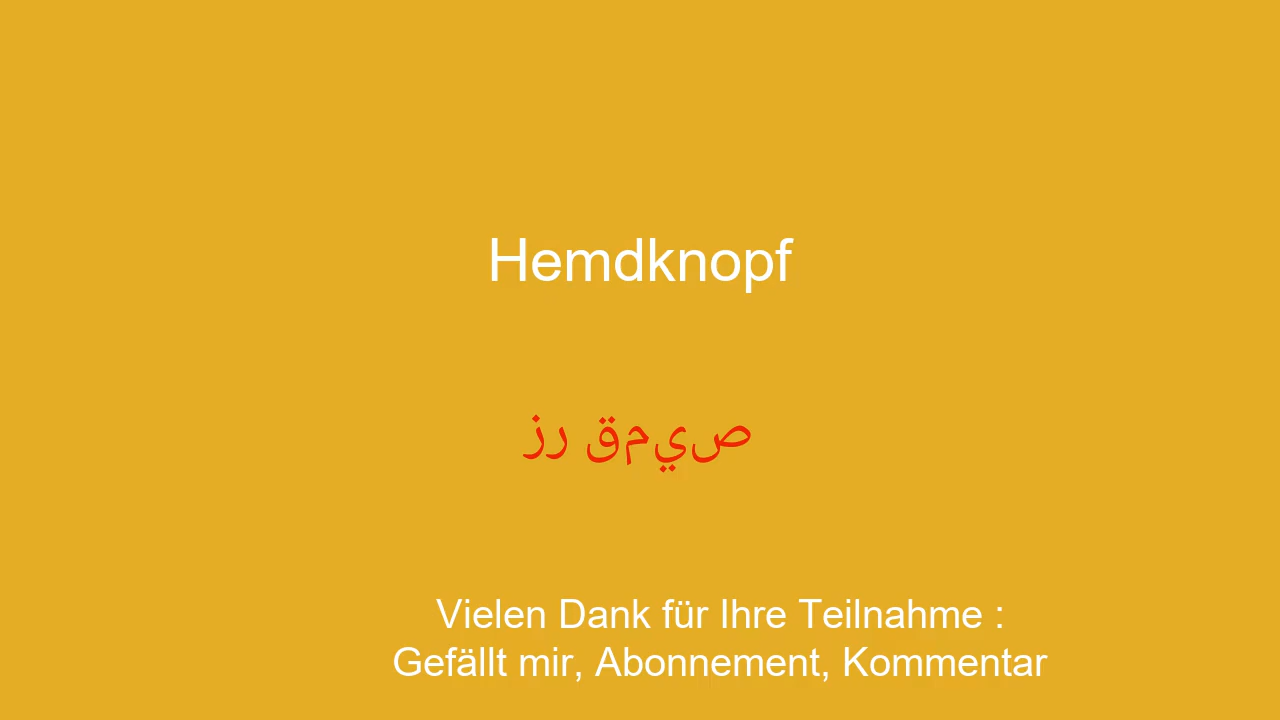 Hemdknopf
زر قميص
Vielen Dank für Ihre Teilnahme :
Gefällt mir, Abonnement, Kommentar